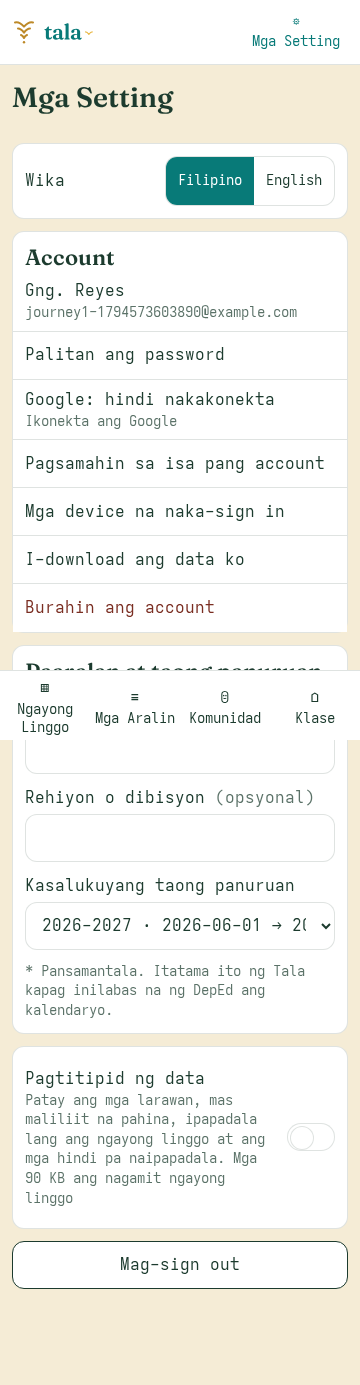 tala
Mga Setting
Mga Setting
Wika
Filipino English
Account
Gng. Reyes
journey1-1794573603890@example.com
Palitan ang password
Google: hindi nakakonekta
Ikonekta ang Google
Pagsamahin sa isa pang account
Mga device na naka-sign in
I-download ang data ko
Burahin ang account
Ngayong
Linggo
Mga Aralin
Komunidad
Klase
Rehiyon o dibisyon (opsyonal)
Kasalukuyang taong panuruan
2026-2027 · 2026-06-01 → 20
* Pansamantala. Itatama ito ng Tala
kapag inilabas na ng DepEd ang
kalendaryo.
Pagtitipid ng data
Patay ang mga larawan, mas
maliliit na pahina, ipapadala
lang ang ngayong linggo at ang
mga hindi pa naipapadala. Mga
90 KB ang nagamit ngayong
linggo
Mag-sign out